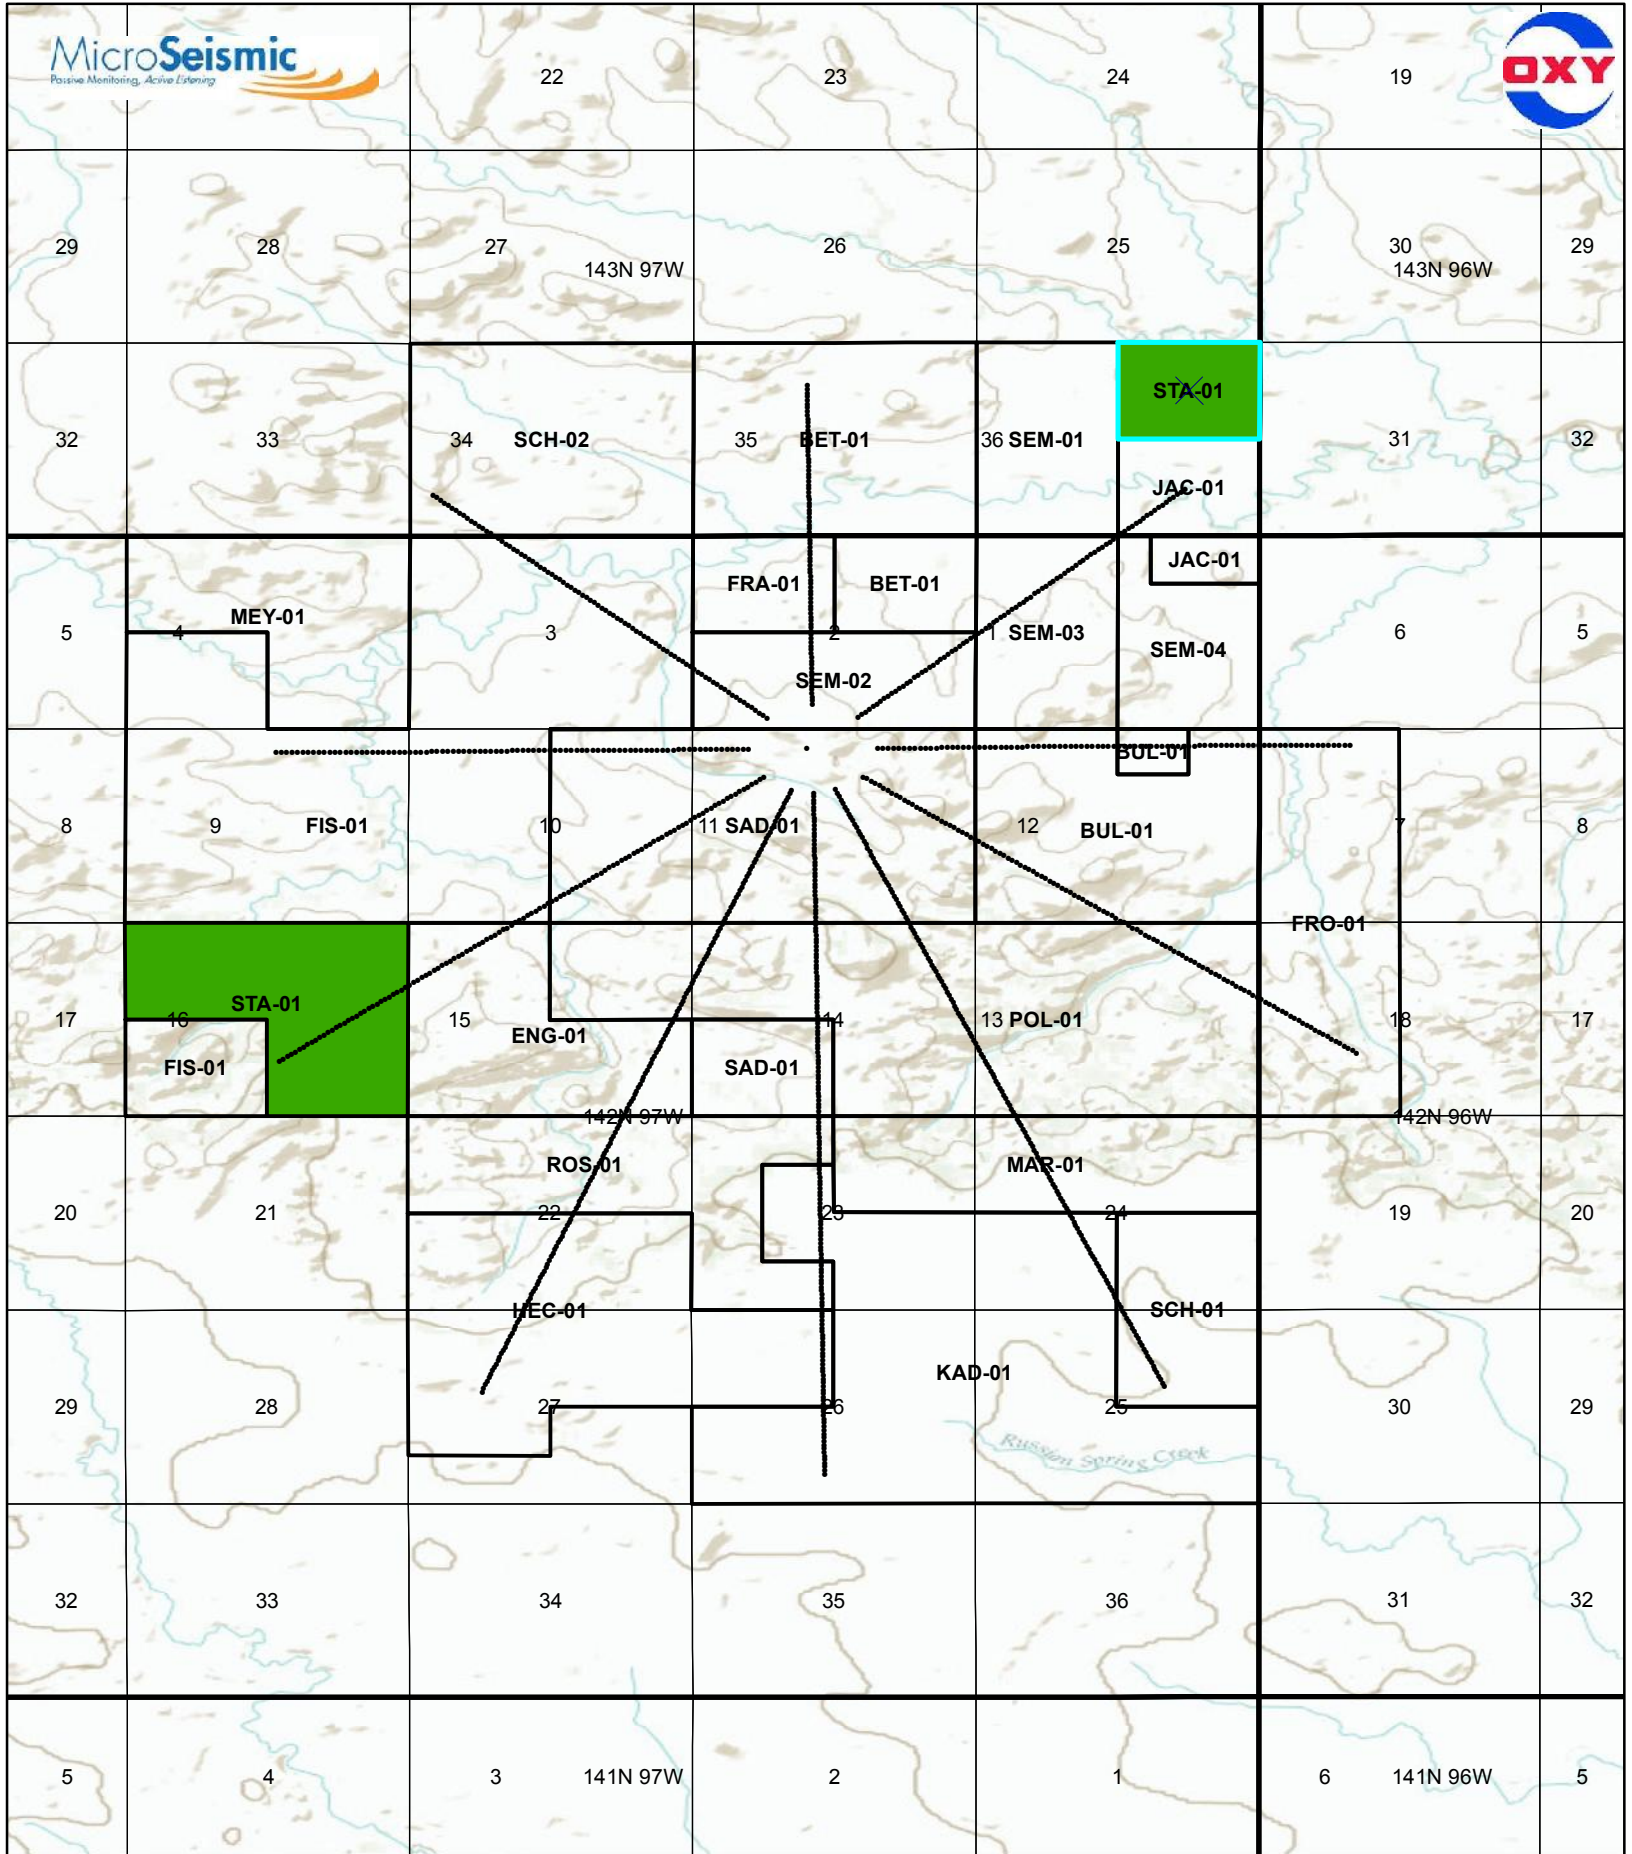 MicroSeismic
Passive Monitoring, Active Listening
OXY
22 23 24 19
29 28 27 26 25 30 29
143N 97W 143N 96W
STA-01
32 33 34 SCH-02 35 BET-01 36 SEM-01 31 32
JAC-01
JAC-01
FRA-01 BET-01
MEY-01
5 4 3 2 1 SEM-03 6 5
SEM-04
SEM-02
BUL-01
8 9 FIS-01 10 11 SAD-01 12 BUL-01 7 8
FRO-01
STA-01
17 16 15 14 13 POL-01 18 17
ENG-01
FIS-01 SAD-01
142N 97W 142N 96W
ROS-01 MAR-01
20 21 22 23 24 19 20
HEC-01 SCH-01
KAD-01
29 28 27 26 25 30 29
Russian Spring Creek
32 33 34 35 36 31 32
5 4 3 141N 97W 2 1 6 141N 96W 5